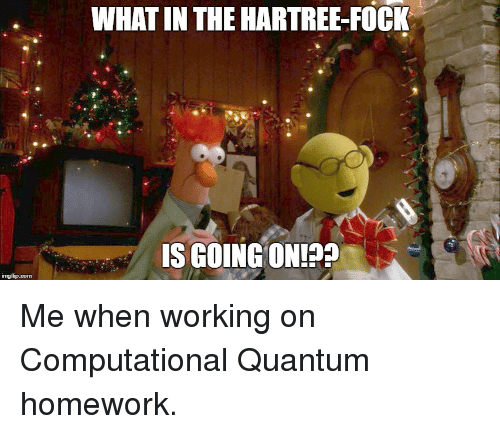 WHAT IN THE HARTREE-FOCK
IS GOING ON!??
imgflip.com
Me when working on
Computational Quantum
homework.